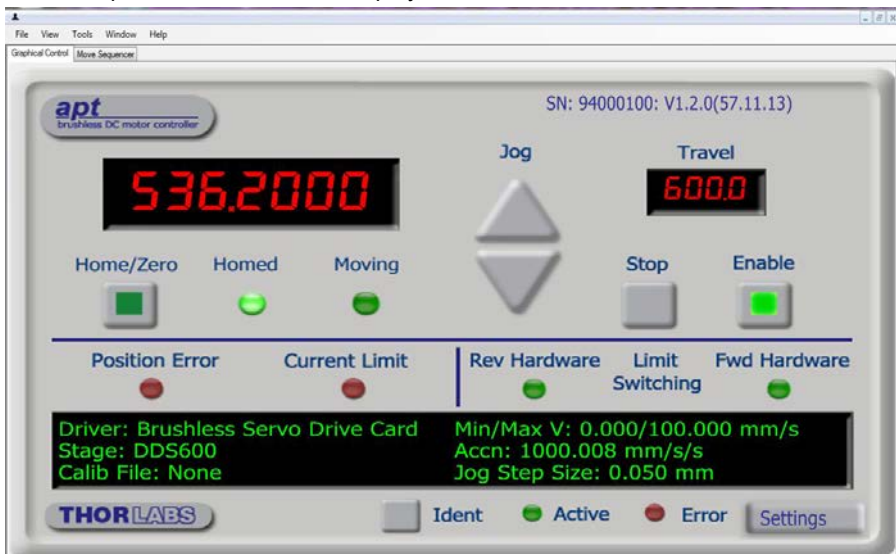 File View Tools Window Help
Graphical Control Move Sequencer
apt
brushless DC motor controller
SN: 94000100: V1.2.0(57.11.13)
Jog
Travel
536.2000
600.0
Home/Zero Homed Moving
Stop Enable
Position Error Current Limit
Rev Hardware Limit Switching Fwd Hardware
Driver: Brushless Servo Drive Card
Stage: DDS600
Calib File: None
Min/Max V: 0.000/100.000 mm/s
Accn: 1000.008 mm/s/s
Jog Step Size: 0.050 mm
THORLABS
Ident Active Error Settings